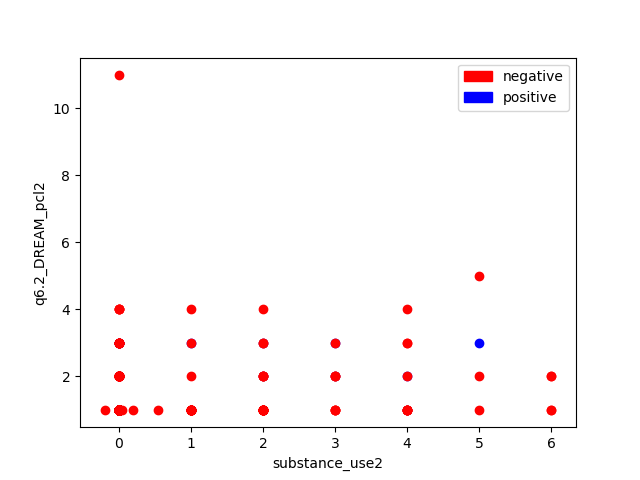 negative
positive
10
8
6
4
2
q6.2_DREAM_pcl2
0 1 2 3 4 5 6
substance_use2